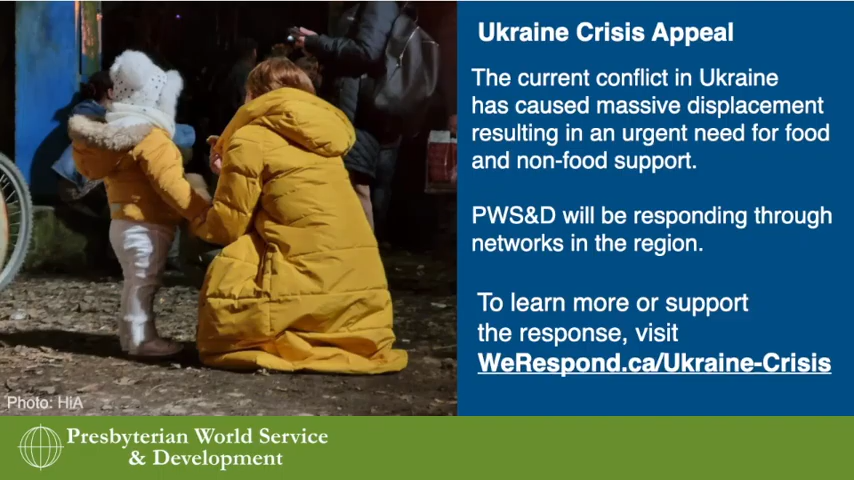 Ukraine Crisis Appeal
The current conflict in Ukraine
has caused massive displacement
resulting in an urgent need for food
and non-food support.
PWS&D will be responding through
networks in the region.
To learn more or support
the response, visit
WeRespond.ca/Ukraine-Crisis
Photo: HiA
Presbyterian World Service
& Development